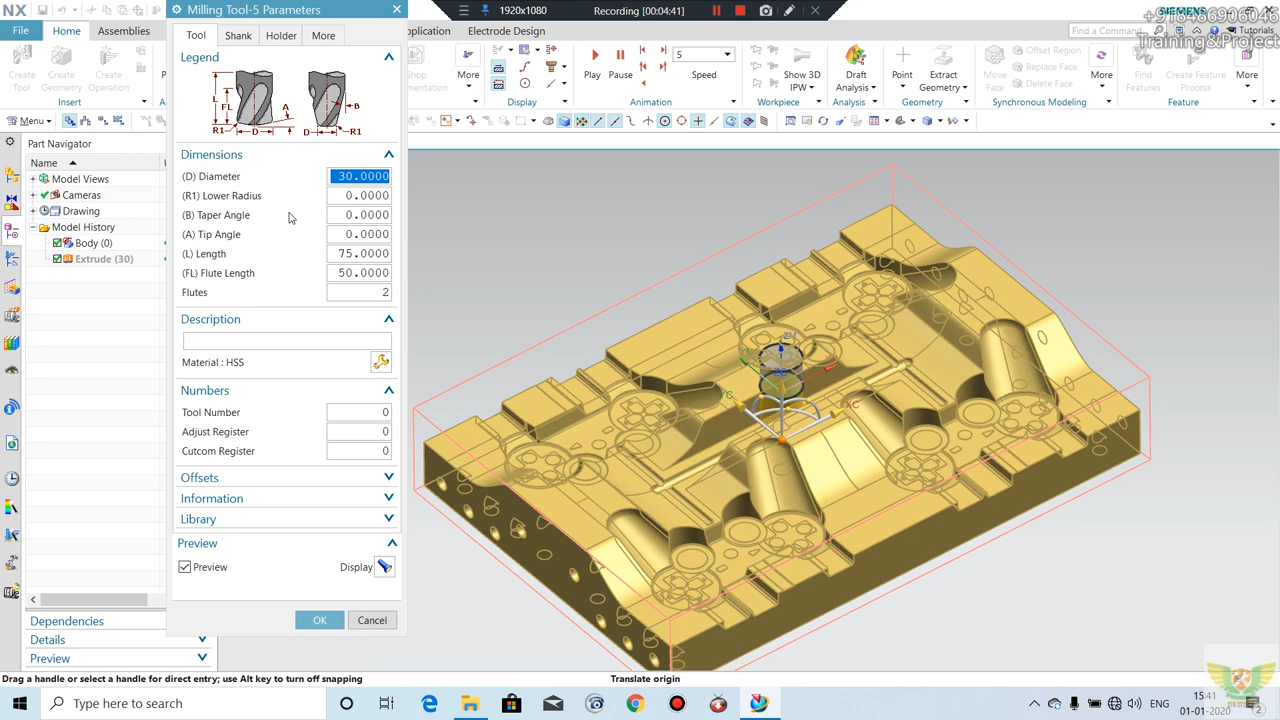 NX
Milling Tool-5 Parameters
1920x1080
Recording [00:04:41]
SIEMENS
+918486906046
Training&Project
File
Home
Assemblies
Tool
Shank
Holder
More
lication
Electrode Design
Find a Command
Tutorials
Create Tool
Create Geometry
Create Operation
Insert
Legend
L
FL
A
R1
D
B
D
R1
Shop
More
Display
Play
Pause
5
Speed
Animation
Show 3D IPW
Workpiece
Draft Analysis
Analysis
Point
Extract Geometry
Geometry
Move Face
Offset Region
Replace Face
Delete Face
More
Synchronous Modeling
Find Features
Create Feature Process
More
Feature
Menu
Part Navigator
Name
Model Views
Cameras
Drawing
Model History
Body (0)
Extrude (30)
Dimensions
(D) Diameter 30.0000
(R1) Lower Radius 0.0000
(B) Taper Angle 0.0000
(A) Tip Angle 0.0000
(L) Length 75.0000
(FL) Flute Length 50.0000
Flutes 2
Description
Material : HSS
Numbers
Tool Number 0
Adjust Register 0
Cutcom Register 0
Offsets
Information
Library
Preview
Preview
Display
OK
Cancel
ZM
ZC
YC
XC
Dependencies
Details
Preview
Drag a handle or select a handle for direct entry; use Alt key to turn off snapping
Translate origin
Type here to search
15:41
01-01-2020
2